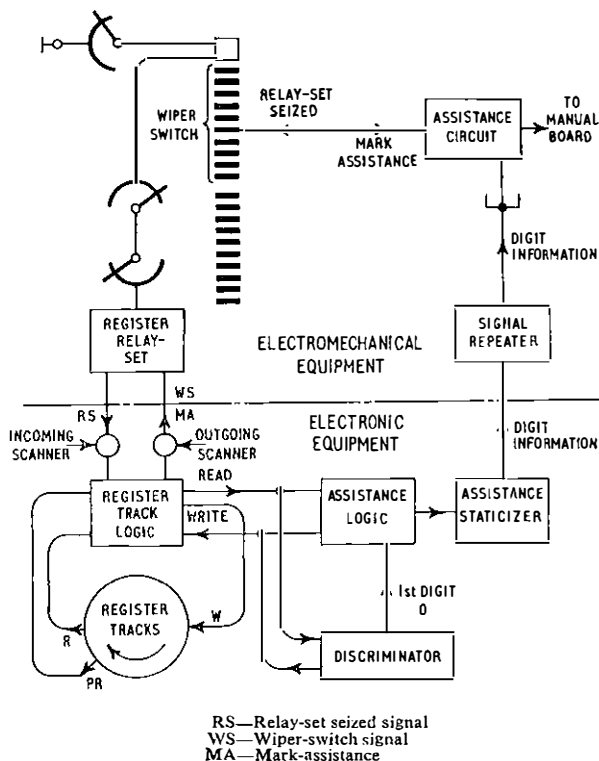 WIPER
SWITCH
RELAY-SET
SEIZED
MARK
ASSISTANCE
ASSISTANCE
CIRCUIT
TO
MANUAL
BOARD
DIGIT
INFORMATION
REGISTER
RELAY-
SET
SIGNAL
REPEATER
ELECTROMECHANICAL
EQUIPMENT
ELECTRONIC
EQUIPMENT
RS
WS
MA
INCOMING
SCANNER
OUTGOING
SCANNER
DIGIT
INFORMATION
READ
WRITE
REGISTER
TRACK
LOGIC
ASSISTANCE
LOGIC
ASSISTANCE
STATICIZER
REGISTER
TRACKS
R
W
PR
1st DIGIT
0
DISCRIMINATOR
RS—Relay-set seized signal
WS—Wiper-switch signal
MA—Mark-assistance